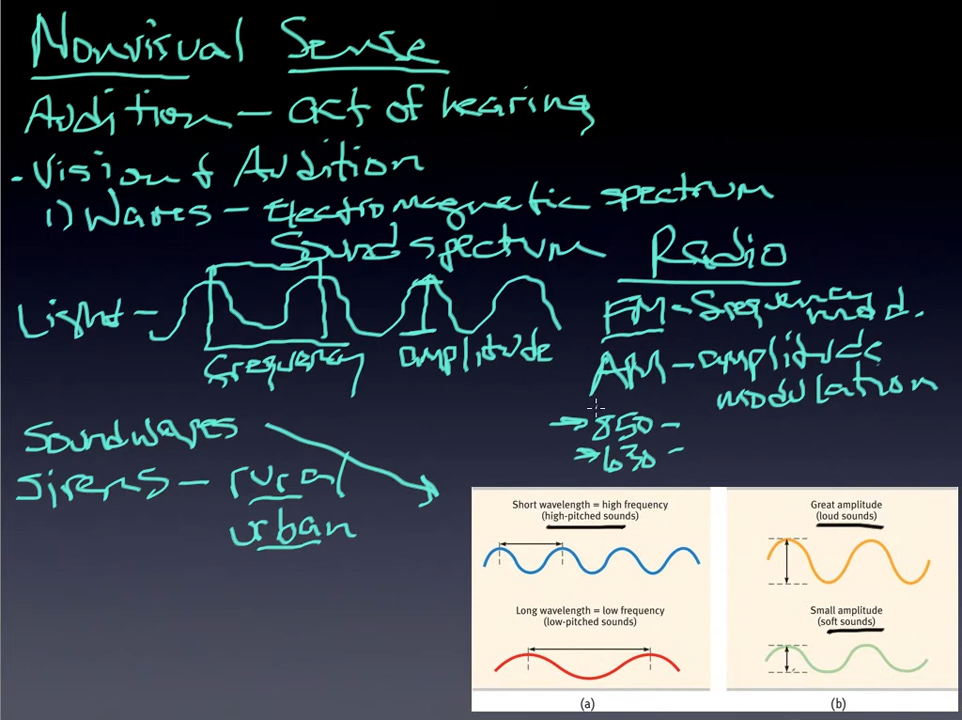 Nonvisual Sense
Audition - act of hearing
- Vision & Audition
1) Waves - Electromagnetic spectrum
Sound spectrum
Radio
Light -
frequency
amplitude
FM - frequency mod.
AM - amplitude
modulation
→ 850 -
→ 630 -
Soundwaves
Sirens - rural
urban
Short wavelength = high frequency
(high-pitched sounds)
Long wavelength = low frequency
(low-pitched sounds)
(a)
Great amplitude
(loud sounds)
Small amplitude
(soft sounds)
(b)